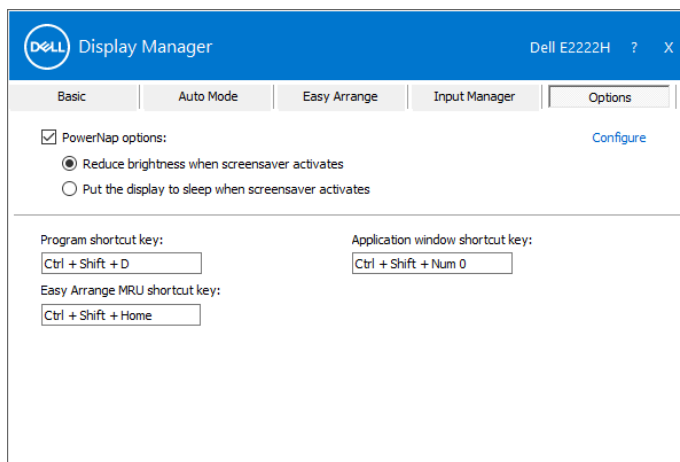 DELL Display Manager Dell E2222H ? X
Basic Auto Mode Easy Arrange Input Manager Options
PowerNap options: Configure
Reduce brightness when screensaver activates
Put the display to sleep when screensaver activates
Program shortcut key: Application window shortcut key:
Ctrl + Shift + D Ctrl + Shift + Num 0
Easy Arrange MRU shortcut key:
Ctrl + Shift + Home